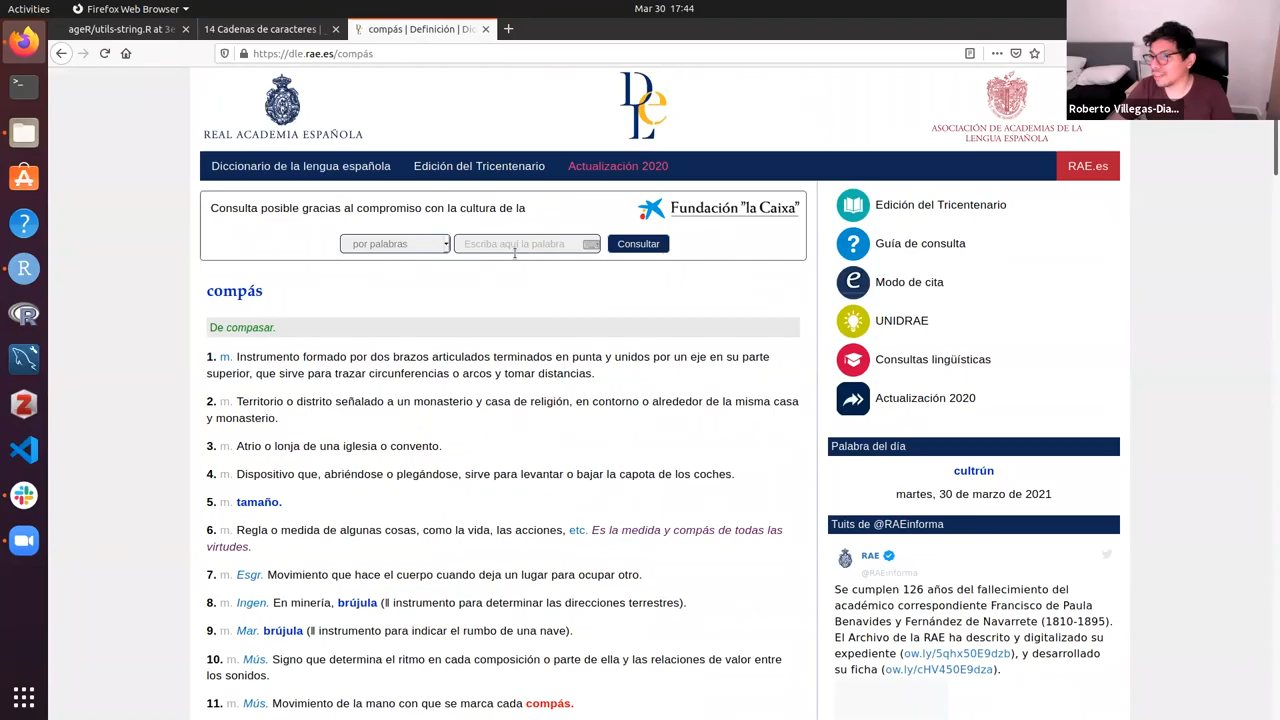 Activities
Firefox Web Browser
Mar 30 17:44
ageR/utils-string.R at 3e
14 Cadenas de caracteres |
compás | Definición | Dic
https://dle.rae.es/compás
Roberto Villegas-Dia...
REAL ACADEMIA ESPAÑOLA
DLE
ASOCIACIÓN DE ACADEMIAS DE LA
LENGUA ESPAÑOLA
Diccionario de la lengua española
Edición del Tricentenario
Actualización 2020
RAE.es
Consulta posible gracias al compromiso con la cultura de la
Fundación "la Caixa"
por palabras
Escriba aquí la palabra
Consultar
compás
De compasar.
1. m. Instrumento formado por dos brazos articulados terminados en punta y unidos por un eje en su parte
superior, que sirve para trazar circunferencias o arcos y tomar distancias.
2. m. Territorio o distrito señalado a un monasterio y casa de religión, en contorno o alrededor de la misma casa
y monasterio.
3. m. Atrio o lonja de una iglesia o convento.
4. m. Dispositivo que, abriéndose o plegándose, sirve para levantar o bajar la capota de los coches.
5. m. tamaño.
6. m. Regla o medida de algunas cosas, como la vida, las acciones, etc. Es la medida y compás de todas las
virtudes.
7. m. Esgr. Movimiento que hace el cuerpo cuando deja un lugar para ocupar otro.
8. m. Ingen. En minería, brújula (ǁ instrumento para determinar las direcciones terrestres).
9. m. Mar. brújula (ǁ instrumento para indicar el rumbo de una nave).
10. m. Mús. Signo que determina el ritmo en cada composición o parte de ella y las relaciones de valor entre
los sonidos.
11. m. Mús. Movimiento de la mano con que se marca cada compás.
Edición del Tricentenario
Guía de consulta
Modo de cita
UNIDRAE
Consultas lingüísticas
Actualización 2020
Palabra del día
cultrún
martes, 30 de marzo de 2021
Tuits de @RAEinforma
RAE
@RAEinforma
Se cumplen 126 años del fallecimiento del
académico correspondiente Francisco de Paula
Benavides y Fernández de Navarrete (1810-1895).
El Archivo de la RAE ha descrito y digitalizado su
expediente (ow.ly/5qhx50E9dzb), y desarrollado
su ficha (ow.ly/cHV450E9dza).